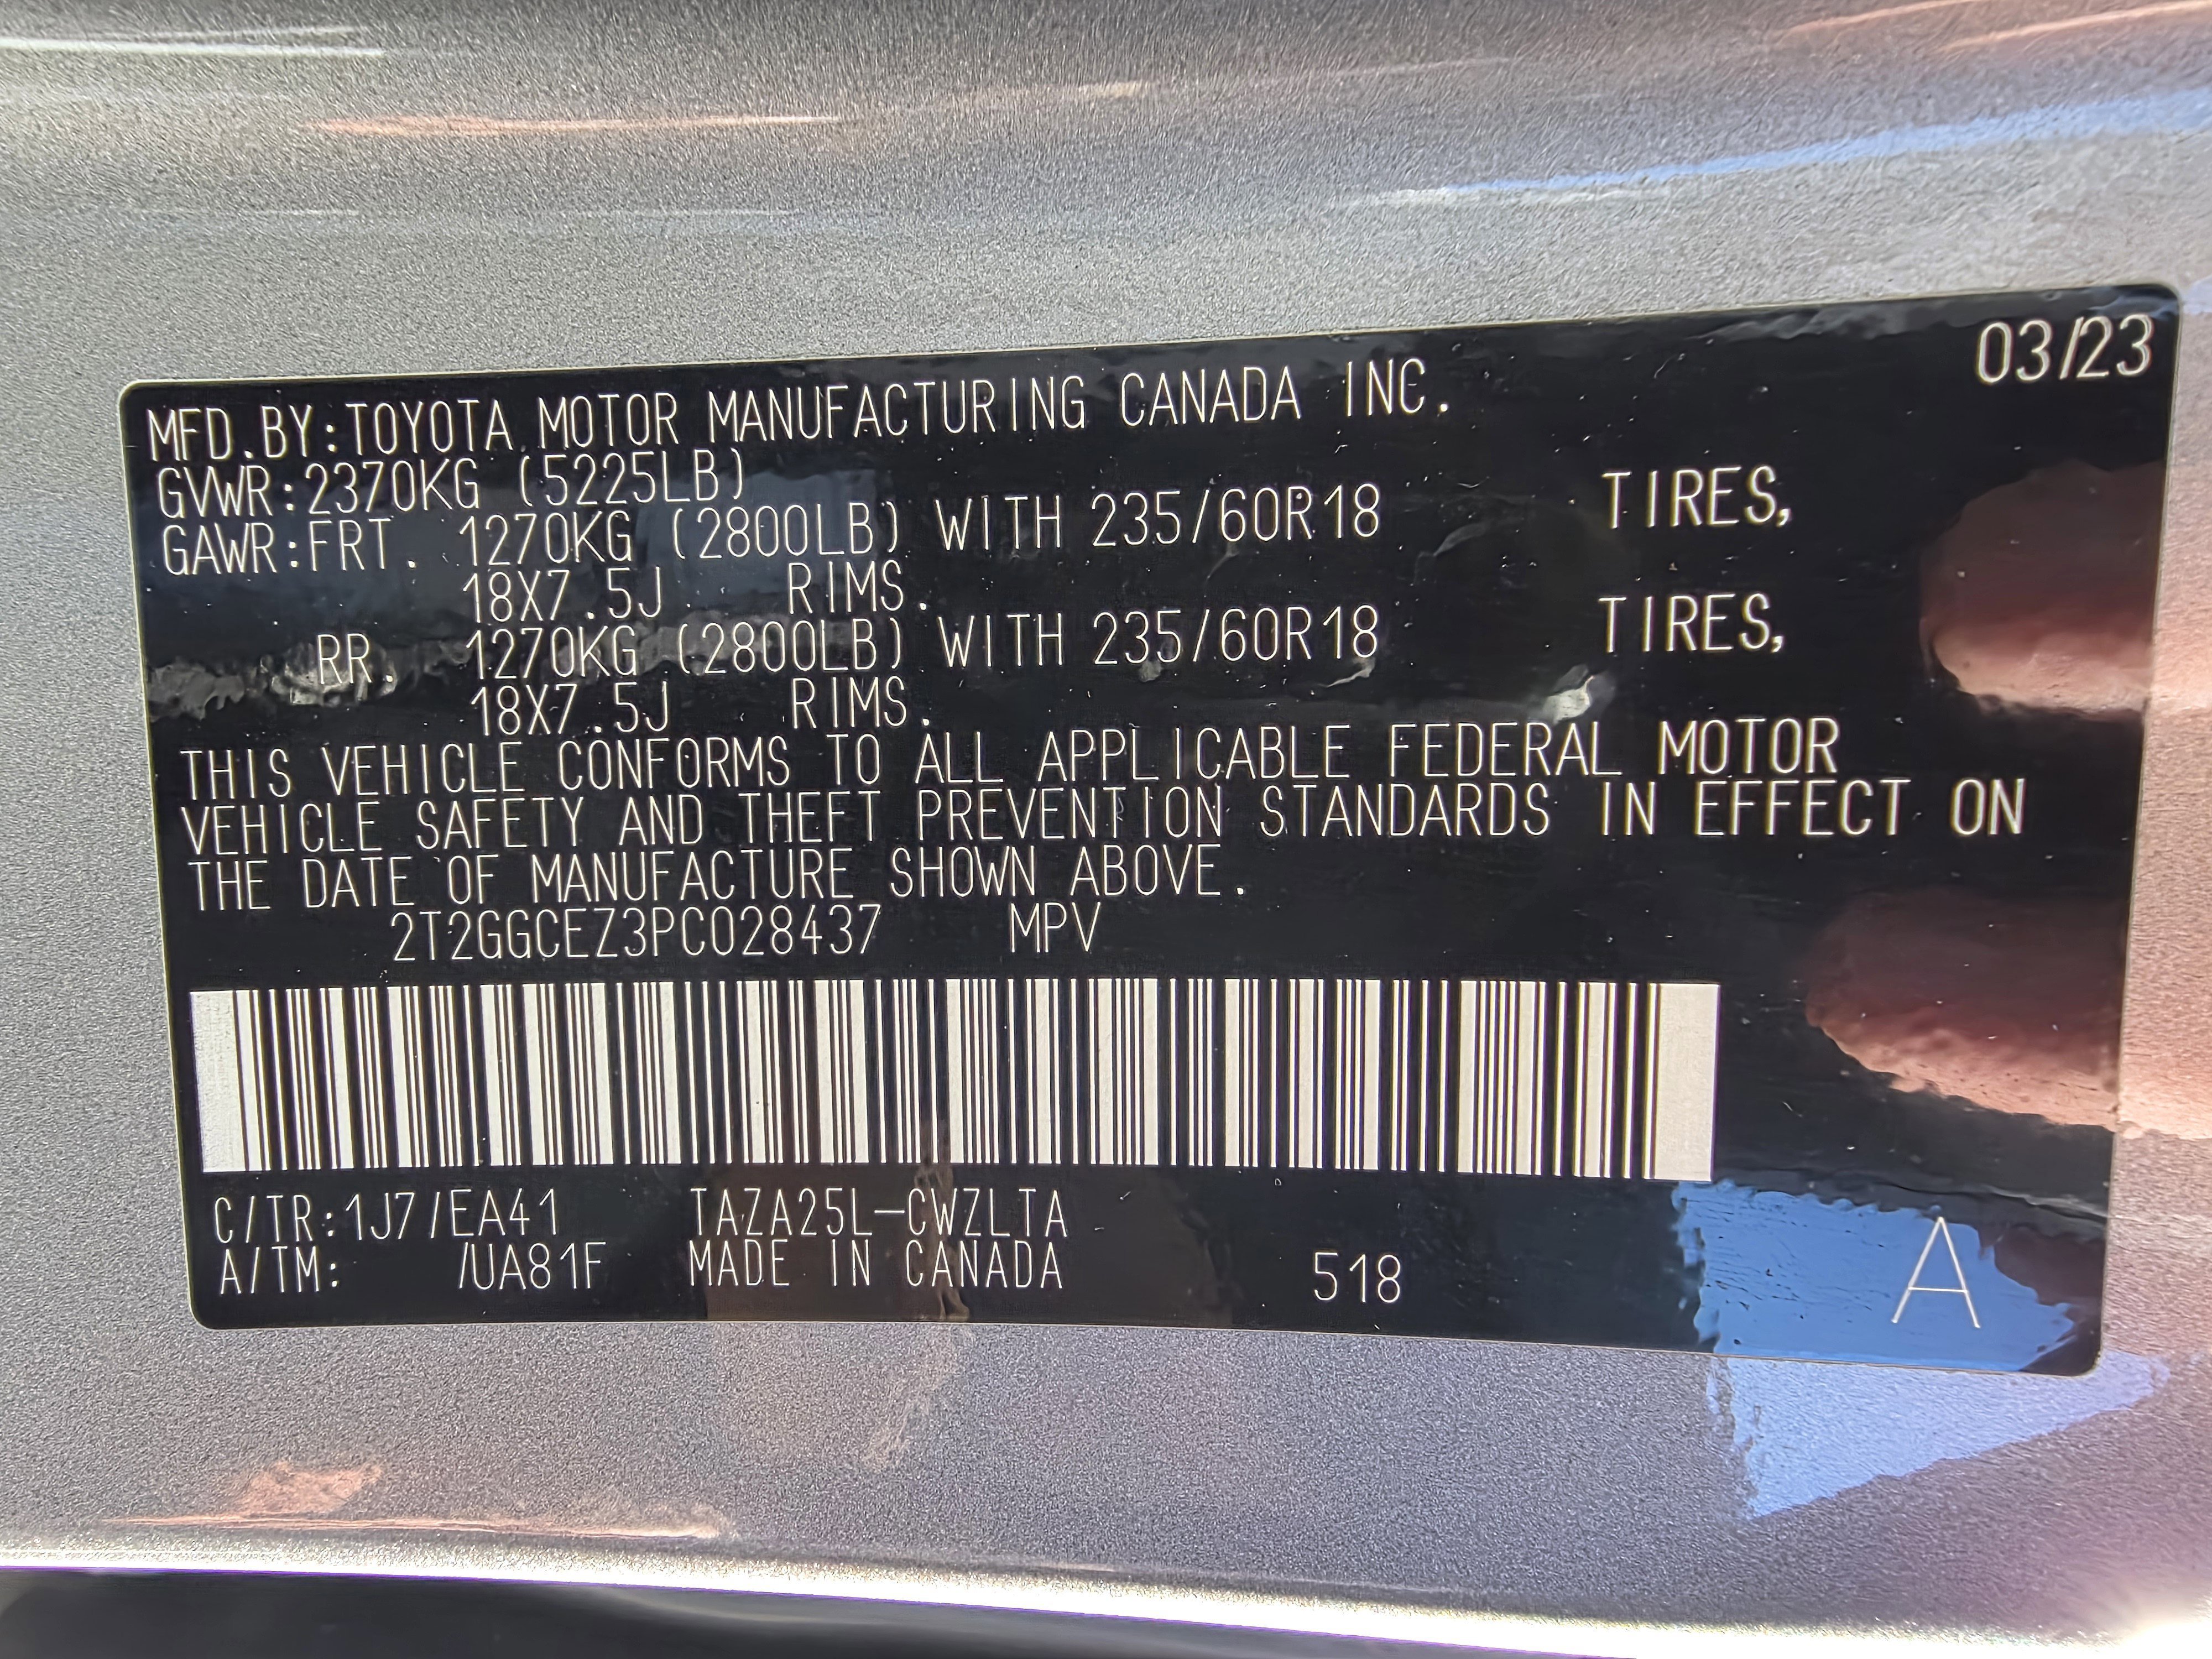 03/23
MFD.BY:TOYOTA MOTOR MANUFACTURING CANADA INC.
GVWR:2370KG (5225LB)
GAWR:FRT. 1270KG (2800LB) WITH 235/60R18 TIRES,
18X7.5J RIMS.
RR. 1270KG (2800LB) WITH 235/60R18 TIRES,
18X7.5J RIMS.
THIS VEHICLE CONFORMS TO ALL APPLICABLE FEDERAL MOTOR
VEHICLE SAFETY AND THEFT PREVENTION STANDARDS IN EFFECT ON
THE DATE OF MANUFACTURE SHOWN ABOVE.
2T2GGCEZ3PC028437 MPV
C/TR:1J7/EA41 TAZA25L-CWZLTA
A/TM: /UA81F MADE IN CANADA 518 A